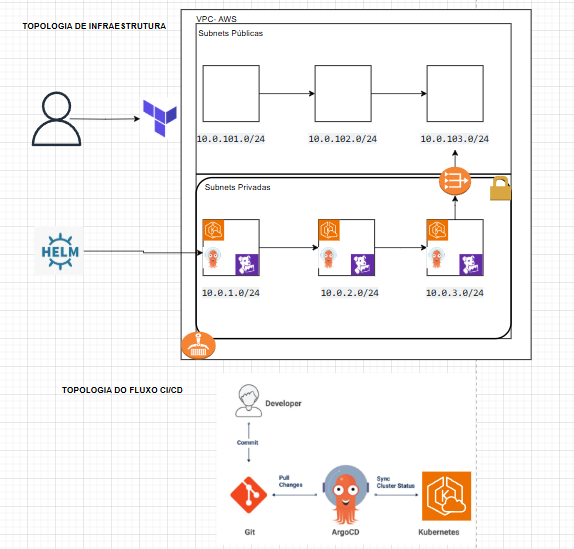 TOPOLOGIA DE INFRAESTRUTURA
VPC- AWS
Subnets Públicas
10.0.101.0/24
10.0.102.0/24
10.0.103.0/24
Subnets Privadas
HELM
10.0.1.0/24
10.0.2.0/24
10.0.3.0/24
TOPOLOGIA DO FLUXO CI/CD
Developer
Commit
Pull
Changes
Sync
Cluster Status
K
Git
ArgoCD
Kubernetes